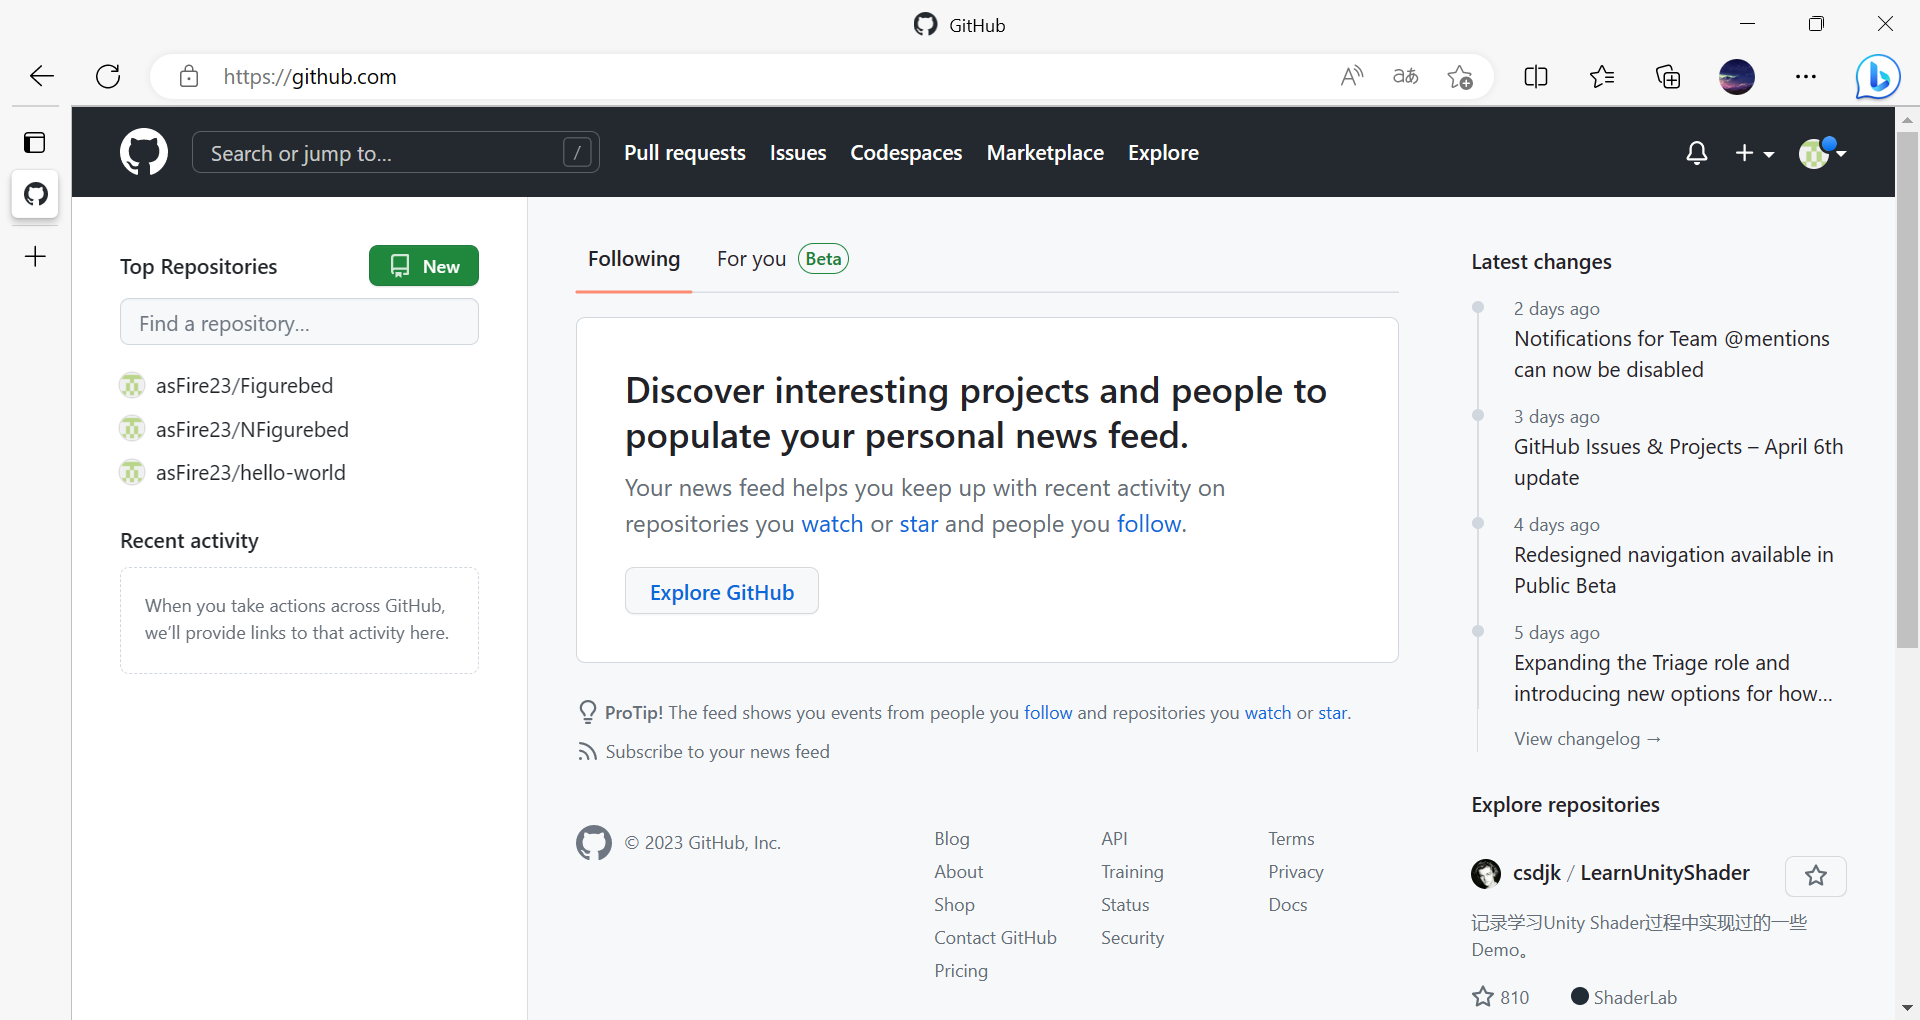 GitHub
https://github.com
Search or jump to...
/
Pull requests
Issues
Codespaces
Marketplace
Explore
Top Repositories
New
Find a repository...
asFire23/Figurebed
asFire23/NFigurebed
asFire23/hello-world
Recent activity
When you take actions across GitHub,
we'll provide links to that activity here.
Following
For you
Beta
Discover interesting projects and people to
populate your personal news feed.
Your news feed helps you keep up with recent activity on
repositories you watch or star and people you follow.
Explore GitHub
ProTip! The feed shows you events from people you follow and repositories you watch or star.
Subscribe to your news feed
© 2023 GitHub, Inc.
Blog
About
Shop
Contact GitHub
Pricing
API
Training
Status
Security
Terms
Privacy
Docs
Latest changes
2 days ago
Notifications for Team @mentions
can now be disabled
3 days ago
GitHub Issues & Projects – April 6th
update
4 days ago
Redesigned navigation available in
Public Beta
5 days ago
Expanding the Triage role and
introducing new options for how...
View changelog →
Explore repositories
csdjk / LearnUnityShader
记录学习Unity Shader过程中实现过的一些
Demo。
810
ShaderLab